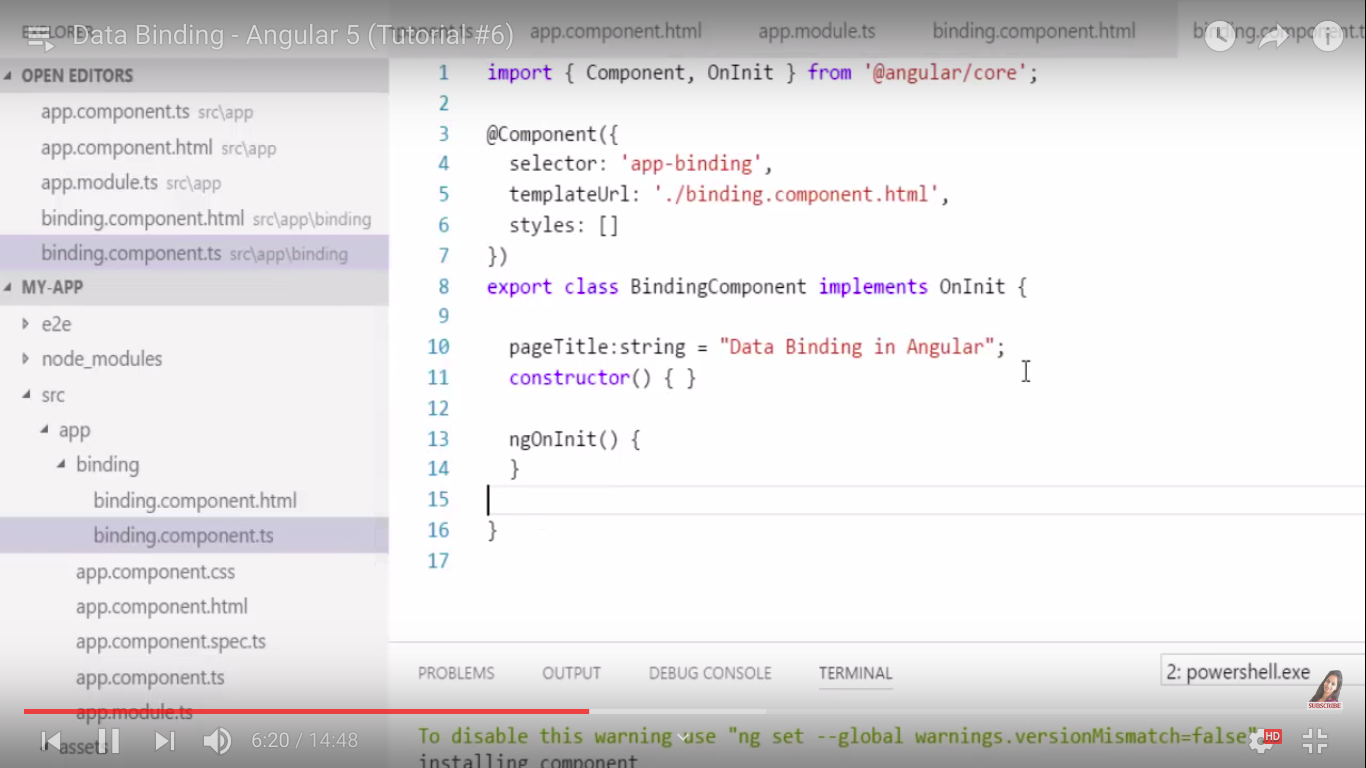 EXPLORER
Data Binding - Angular 5 (Tutorial #6)
app.component.html
app.module.ts
binding.component.html
OPEN EDITORS
app.component.ts src\app
app.component.html src\app
app.module.ts src\app
binding.component.html src\app\binding
binding.component.ts src\app\binding
MY-APP
e2e
node_modules
src
app
binding
binding.component.html
binding.component.ts
app.component.css
app.component.html
app.component.spec.ts
app.component.ts
app.module.ts
assets
1 import { Component, OnInit } from '@angular/core';
2
3 @Component({
4 selector: 'app-binding',
5 templateUrl: './binding.component.html',
6 styles: []
7 })
8 export class BindingComponent implements OnInit {
9
10 pageTitle:string = "Data Binding in Angular";
11 constructor() { }
12
13 ngOnInit() {
14 }
15
16 }
17
PROBLEMS OUTPUT DEBUG CONSOLE TERMINAL
2: powershell.exe
SUBSCRIBE
To disable this warning use "ng set --global warnings.versionMismatch=false"
installing component
6:20 / 14:48
HD